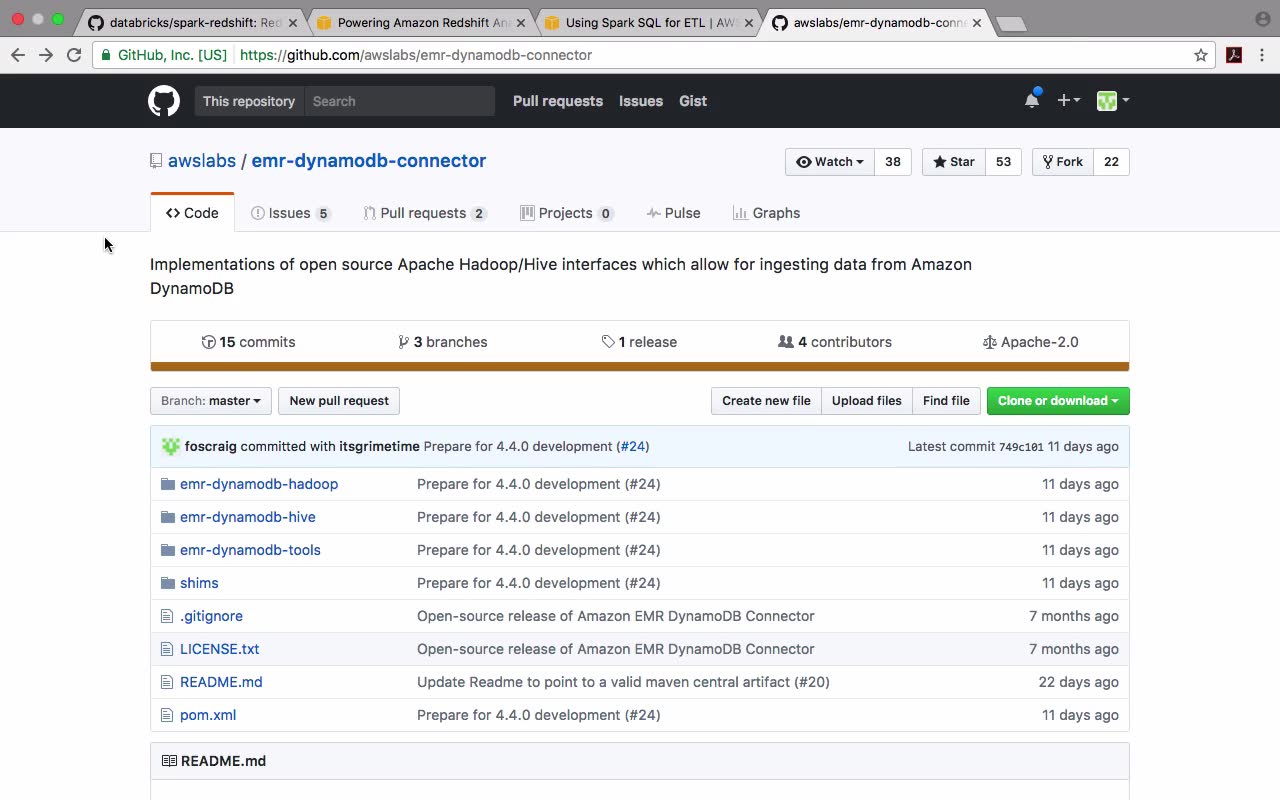 databricks/spark-redshift: Red
Powering Amazon Redshift Ana
Using Spark SQL for ETL | AWS
awslabs/emr-dynamodb-conne
GitHub, Inc. [US] https://github.com/awslabs/emr-dynamodb-connector
This repository Search Pull requests Issues Gist
awslabs / emr-dynamodb-connector Watch 38 Star 53 Fork 22
Code Issues 5 Pull requests 2 Projects 0 Pulse Graphs
Implementations of open source Apache Hadoop/Hive interfaces which allow for ingesting data from Amazon
DynamoDB
15 commits 3 branches 1 release 4 contributors Apache-2.0
Branch: master New pull request Create new file Upload files Find file Clone or download
foscraig committed with itsgrimetime Prepare for 4.4.0 development (#24) Latest commit 749c101 11 days ago
emr-dynamodb-hadoop Prepare for 4.4.0 development (#24) 11 days ago
emr-dynamodb-hive Prepare for 4.4.0 development (#24) 11 days ago
emr-dynamodb-tools Prepare for 4.4.0 development (#24) 11 days ago
shims Prepare for 4.4.0 development (#24) 11 days ago
.gitignore Open-source release of Amazon EMR DynamoDB Connector 7 months ago
LICENSE.txt Open-source release of Amazon EMR DynamoDB Connector 7 months ago
README.md Update Readme to point to a valid maven central artifact (#20) 22 days ago
pom.xml Prepare for 4.4.0 development (#24) 11 days ago
README.md